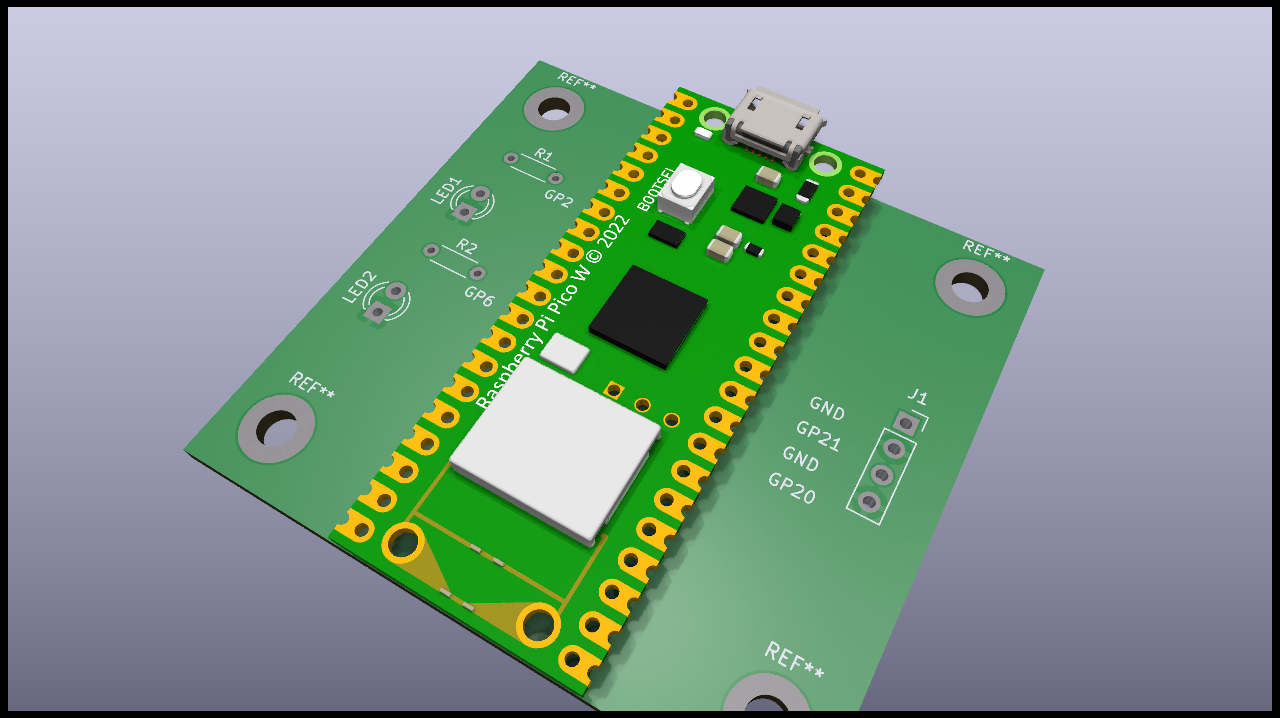 REF**
R1
GP2
LED1
R2
GP6
LED2
REF**
BOOTSEL
Raspberry Pi Pico W © 2022
REF**
J1
GND
GP21
GND
GP20
REF**